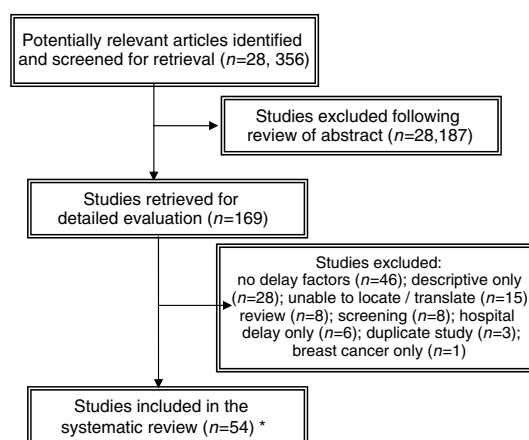 Potentially relevant articles identified
and screened for retrieval (n=28, 356)
Studies excluded following
review of abstract (n=28,187)
Studies retrieved for
detailed evaluation (n=169)
Studies excluded:
no delay factors (n=46); descriptive only
(n=28); unable to locate / translate (n=15)
review (n=8); screening (n=8); hospital
delay only (n=6); duplicate study (n=3);
breast cancer only (n=1)
Studies included in the
systematic review (n=54) *